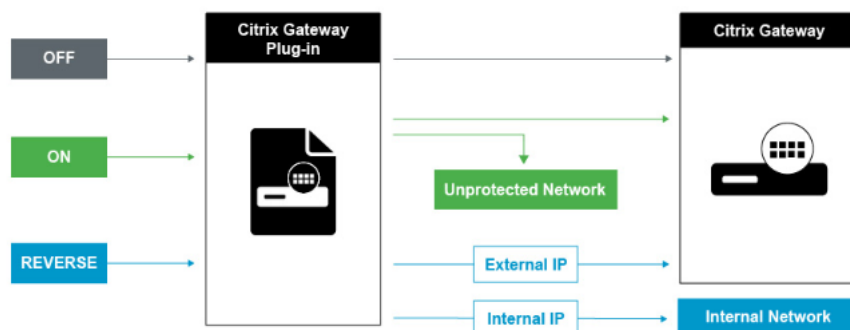 Citrix Gateway
Plug-in
Citrix Gateway
OFF
ON
Unprotected Network
REVERSE
External IP
Internal IP
Internal Network